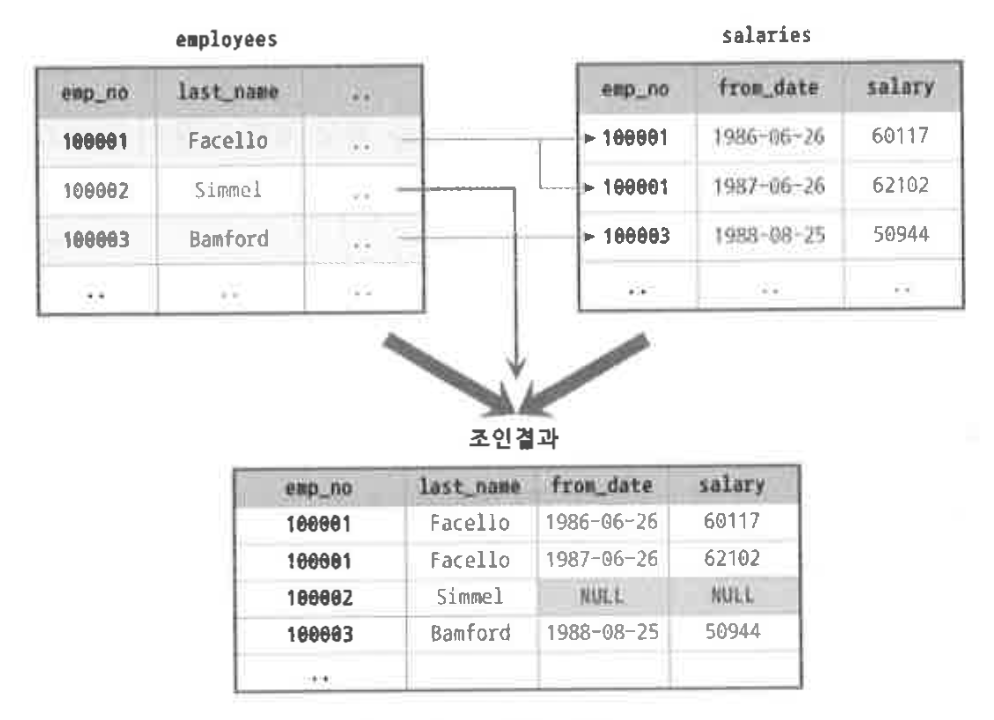 employees
emp_no last_name ..
100001 Facello ..
100002 Simmel ..
100003 Bamford ..
.. .. ..
salaries
emp_no from_date salary
100001 1986-06-26 60117
100001 1987-06-26 62102
100003 1988-08-25 50944
.. .. ..
조인결과
emp_no last_name from_date salary
100001 Facello 1986-06-26 60117
100001 Facello 1987-06-26 62102
100002 Simmel NULL NULL
100003 Bamford 1988-08-25 50944
..